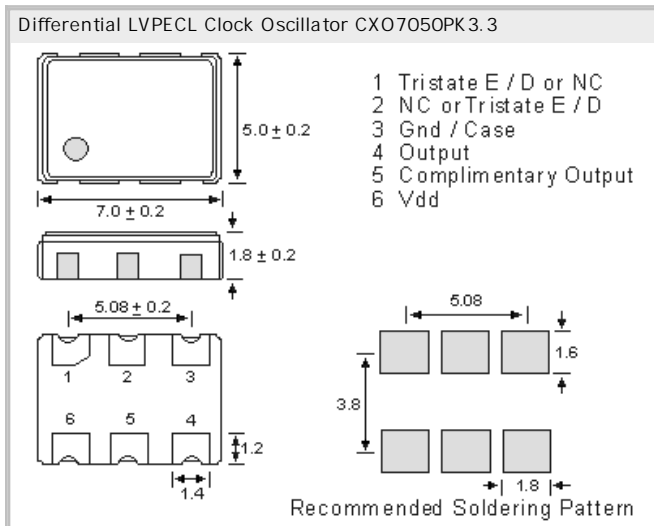 Differential LVPECL Clock Oscillator CXO7050PK3.3
5.0 ± 0.2
7.0 ± 0.2
1.8 ± 0.2
1 Tristate E / D or NC
2 NC or Tristate E / D
3 Gnd / Case
4 Output
5 Complimentary Output
6 Vdd
5.08 ± 0.2
1 2 3
6 5 4
1.2
1.4
5.08
1.6
3.8
1.8
Recommended Soldering Pattern